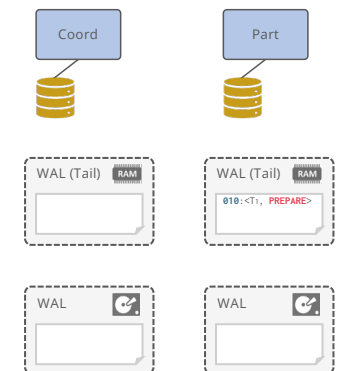 Coord
Part
WAL (Tail) RAM
WAL (Tail) RAM
010:<T1, PREPARE>
WAL
WAL